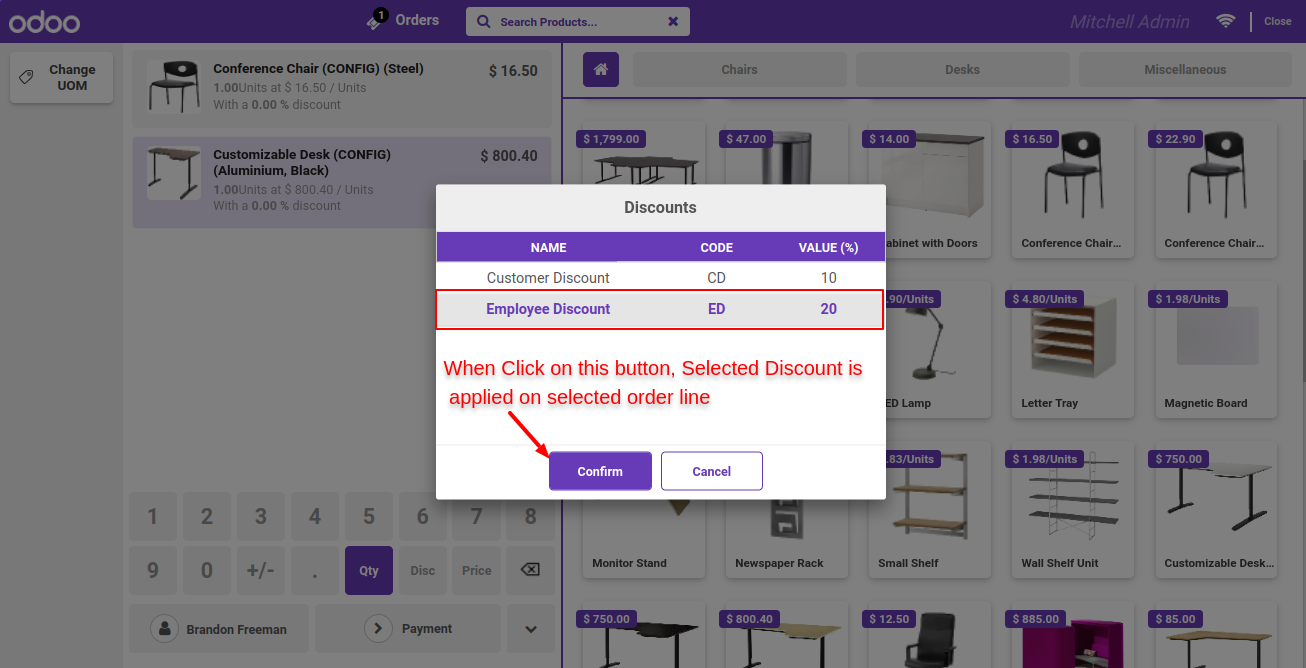 odoo
1
Orders
Search Products...
Mitchell Admin
Close
Change
UOM
Conference Chair (CONFIG) (Steel)
$ 16.50
1.00Units at $ 16.50 / Units
With a 0.00 % discount
Customizable Desk (CONFIG)
(Aluminium, Black)
$ 800.40
1.00Units at $ 800.40 / Units
With a 0.00 % discount
Chairs
Desks
Miscellaneous
$ 1,799.00
$ 47.00
$ 14.00
$ 16.50
$ 22.90
abinet with Doors
Conference Chair...
Conference Chair...
Discounts
NAME CODE VALUE (%)
Customer Discount CD 10
Employee Discount ED 20
When Click on this button, Selected Discount is
applied on selected order line
Confirm
Cancel
.90/Units
$ 4.80/Units
$ 1.98/Units
ED Lamp
Letter Tray
Magnetic Board
.83/Units
$ 1.98/Units
$ 750.00
Monitor Stand
Newspaper Rack
Small Shelf
Wall Shelf Unit
Customizable Desk...
$ 750.00
$ 800.40
$ 12.50
$ 885.00
$ 85.00
1 2 3 4 5 6 7 8
9 0 +/- . Qty Disc Price
Brandon Freeman
Payment